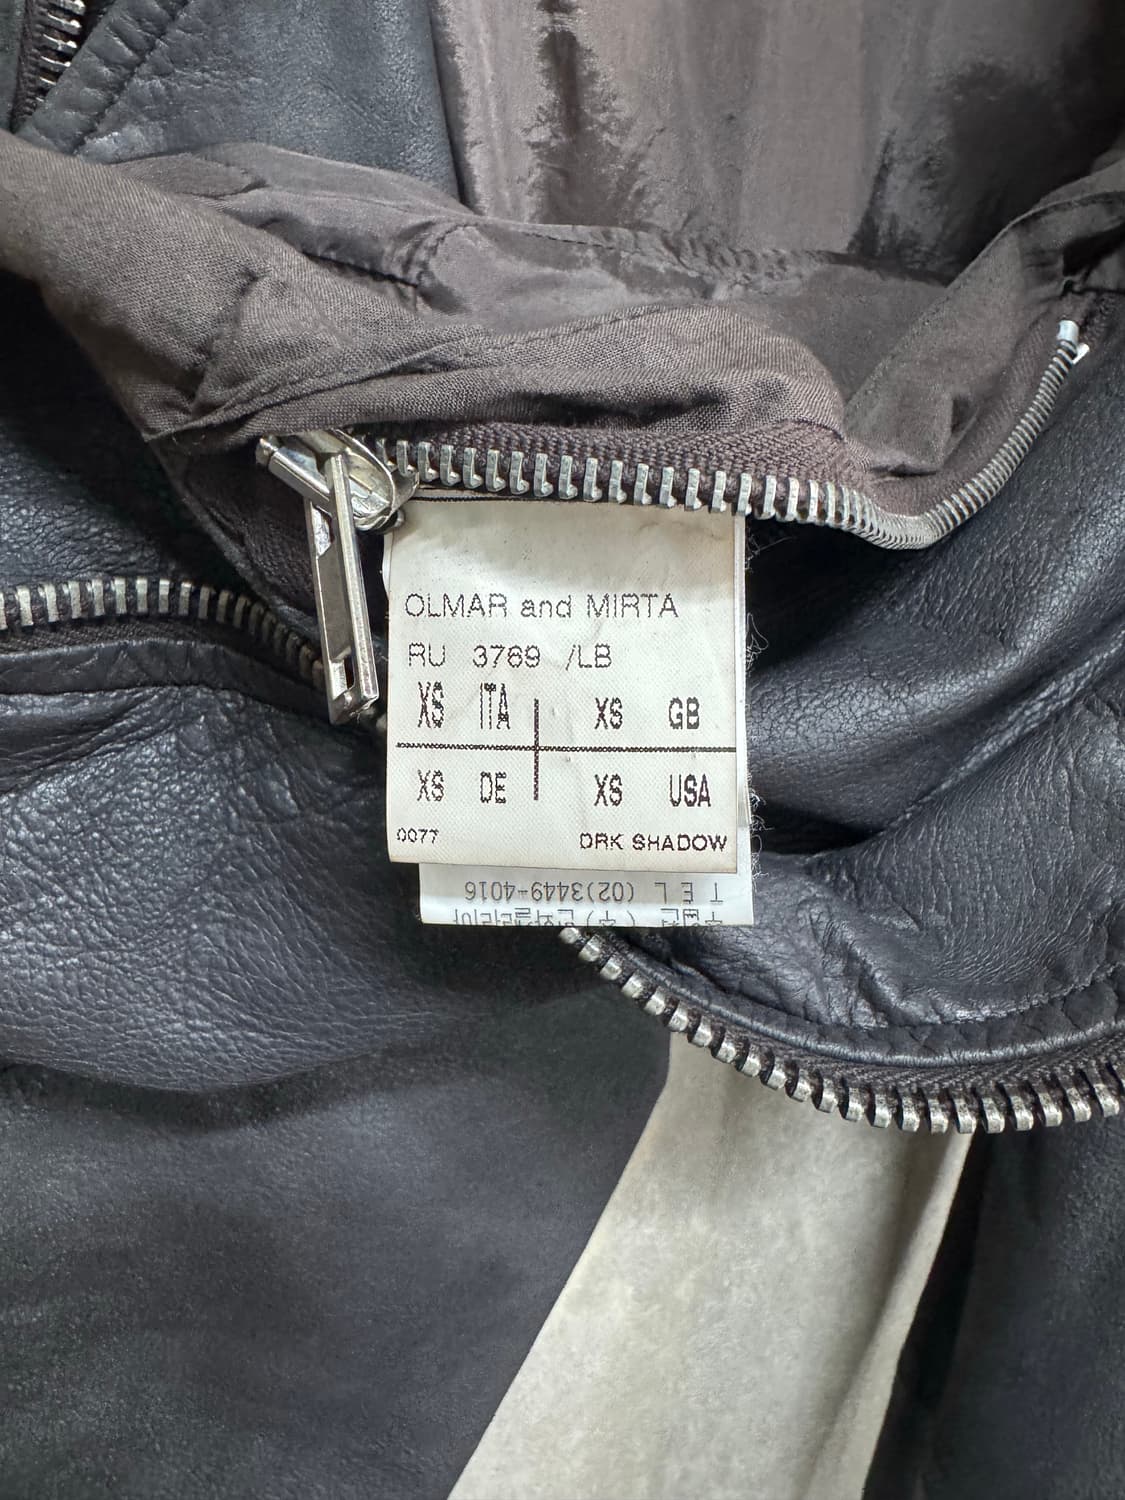 OLMAR and MIRTA
RU 3769 /LB
XS ITA XS GB
XS DE XS USA
0077 DRK SHADOW
T E L (02)3449-4016